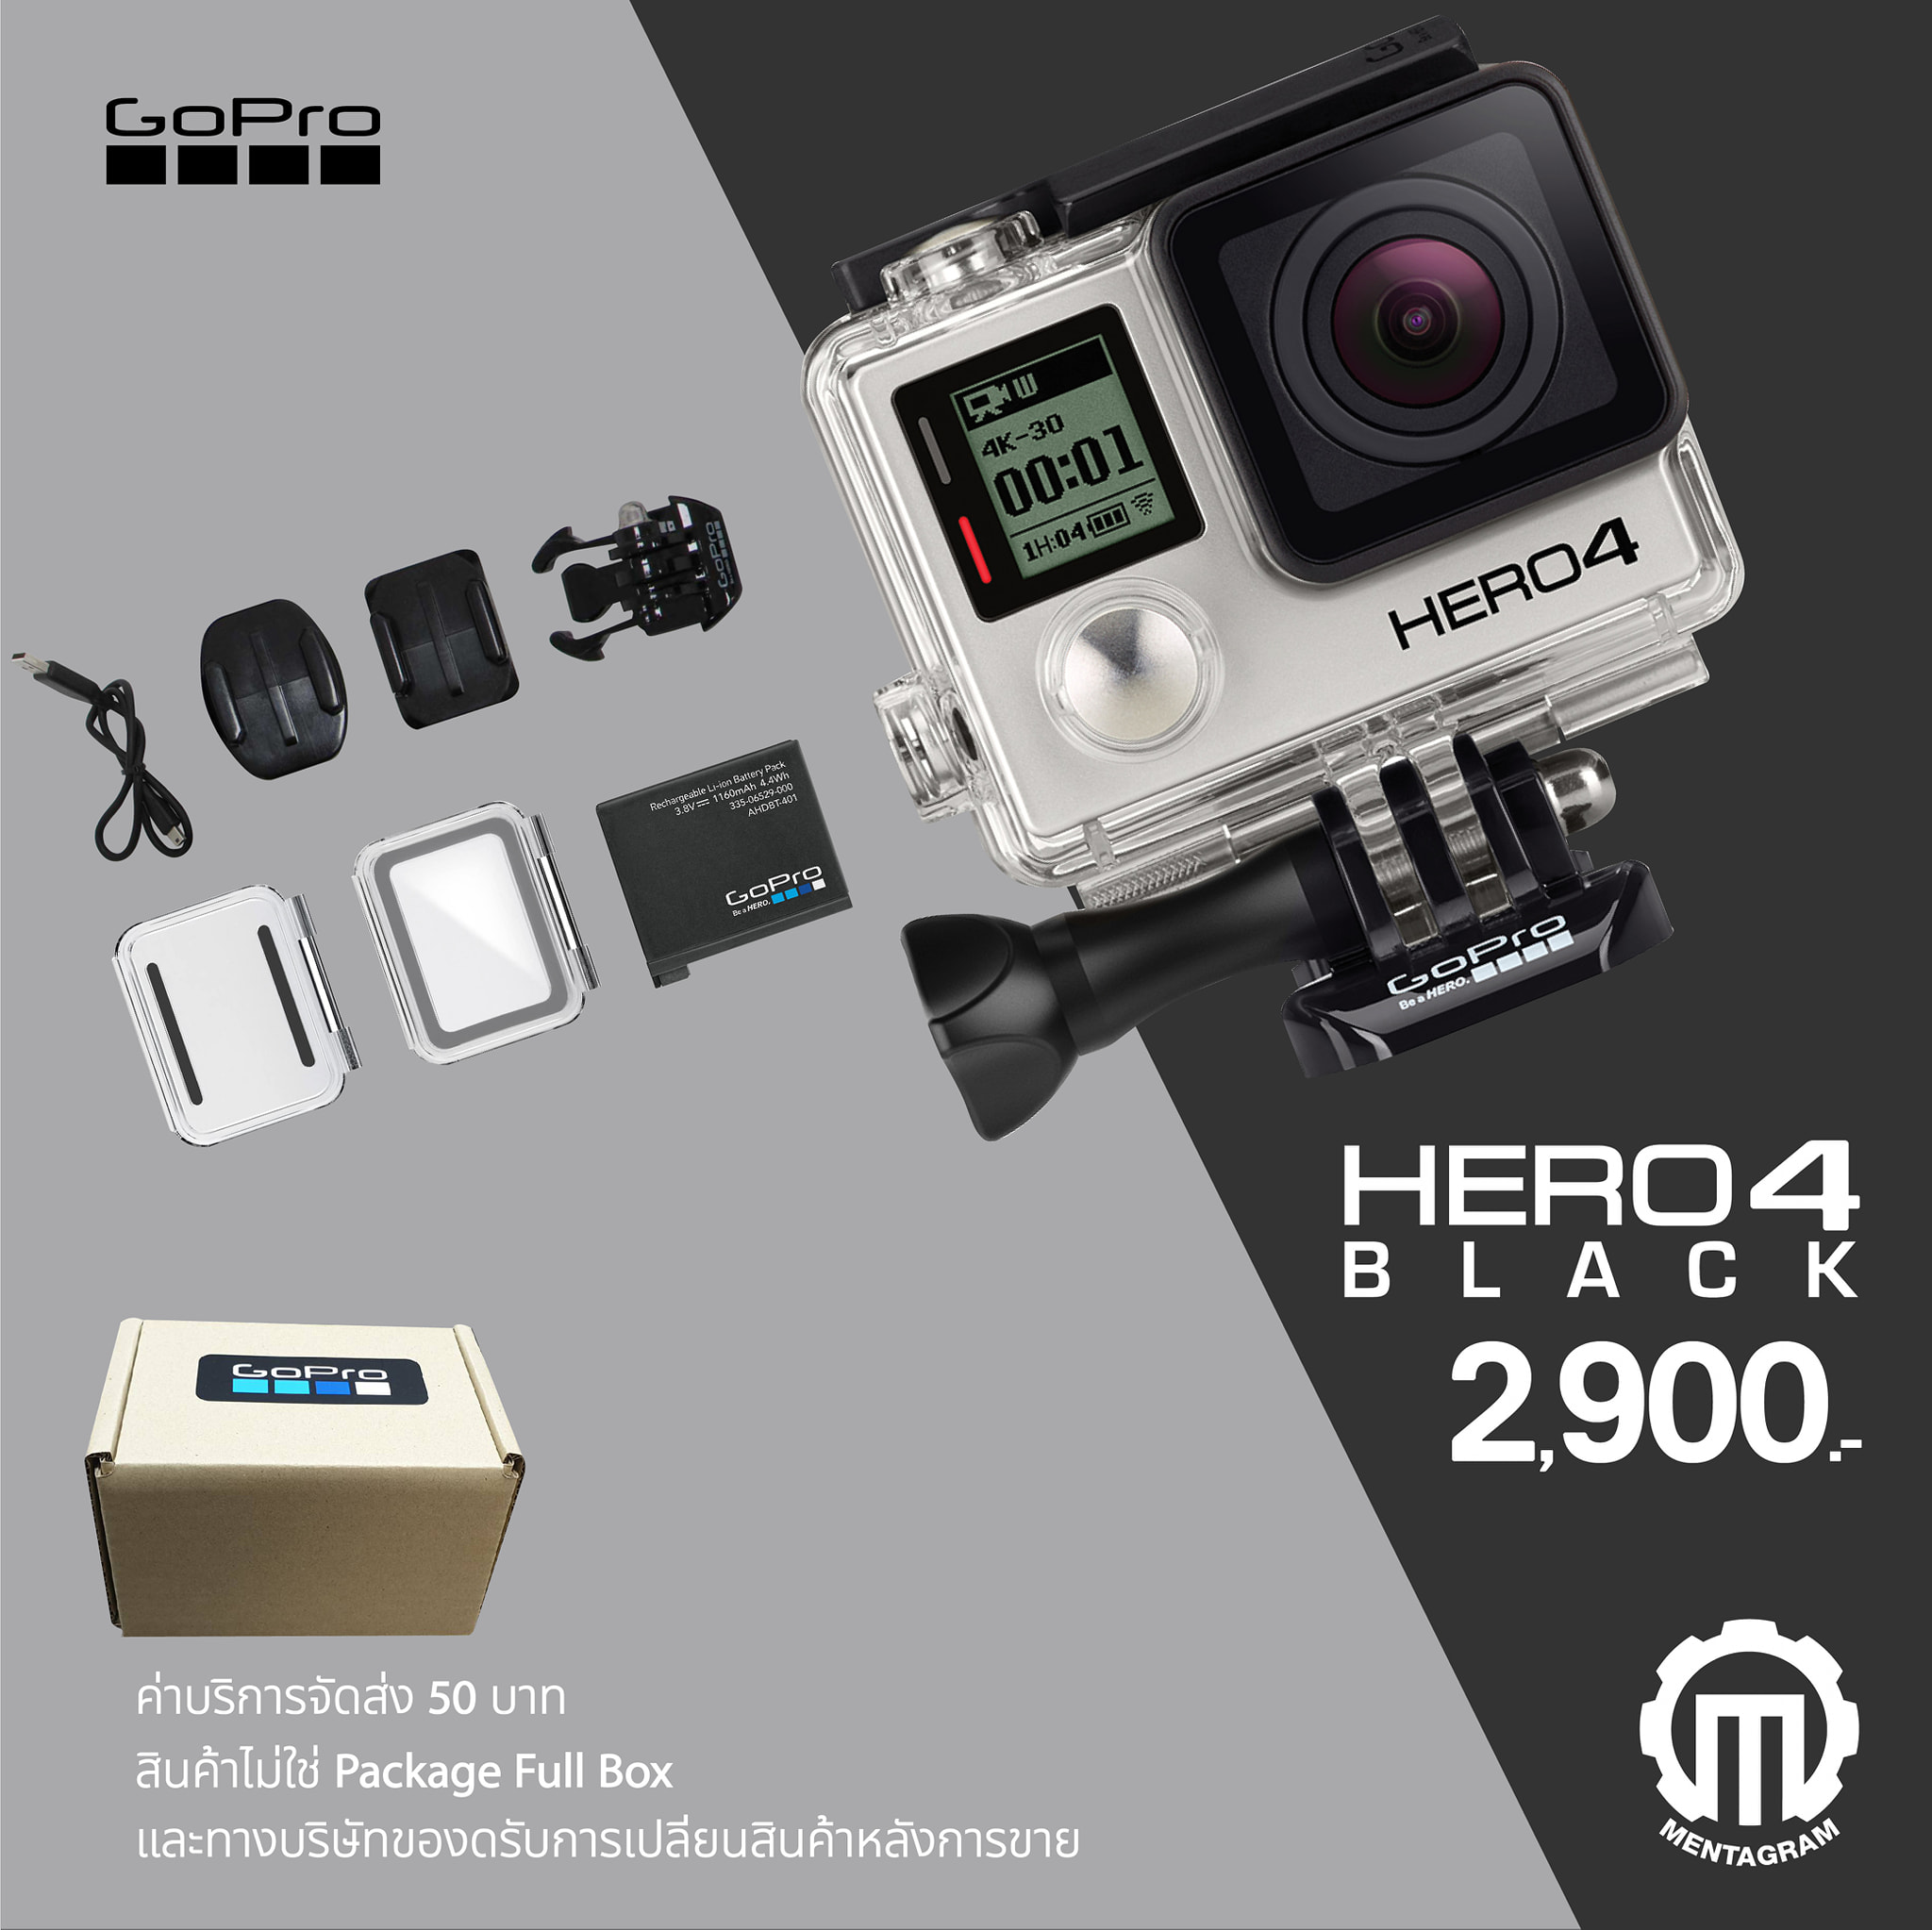 GoPro
4K-30
00:01
1H:04
HERO4
GoPro
Rechargeable Li-ion Battery Pack
3.8V 1160mAh 4.4Wh
335-06529-000
AHDBT-401
GoPro
Be a HERO.
GoPro
Be a HERO.
HERO4
BLACK
2,900.-
GoPro
ค่าบริการจัดส่ง 50 บาท
สินค้าไม่ใช่ Package Full Box
และทางบริษัทของดรับการเปลี่ยนสินค้าหลังการขาย
MENTAGRAM